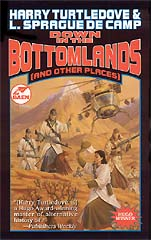 HARRY TURTLEDOVE &
L. SPRAGUE DE CAMP
DOWN
IN THE
BOTTOMLANDS
(AND OTHER PLACES)
BAEN
"[Harry Turtledove is]
a Hugo Award-winning
master of alternative
history."
—Publishers Weekly
HUGO
WINNER